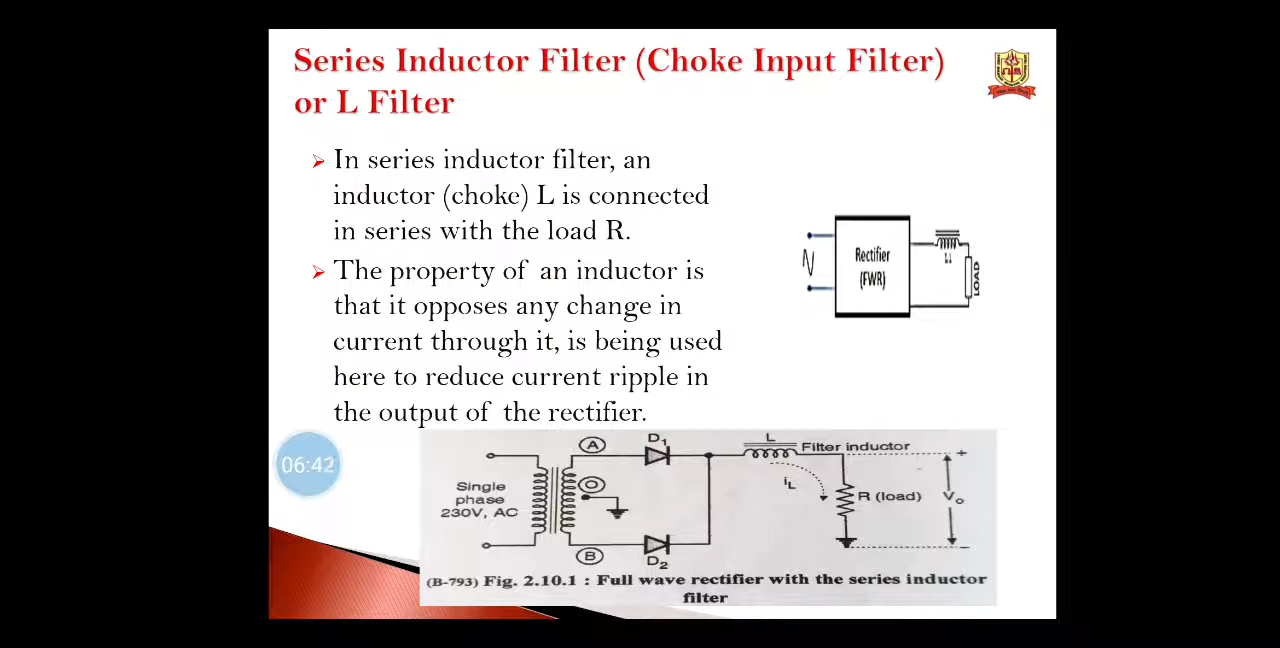 Series Inductor Filter (Choke Input Filter)
or L Filter
In series inductor filter, an
inductor (choke) L is connected
in series with the load R.
The property of an inductor is
that it opposes any change in
current through it, is being used
here to reduce current ripple in
the output of the rectifier.
Rectifier
(FWR)
L1
LOAD
06:42
Single
phase
230V, AC
A
O
B
D1
D2
L
Filter inductor
iL
R (load)
+
Vo
−
(B-793) Fig. 2.10.1 : Full wave rectifier with the series inductor
filter